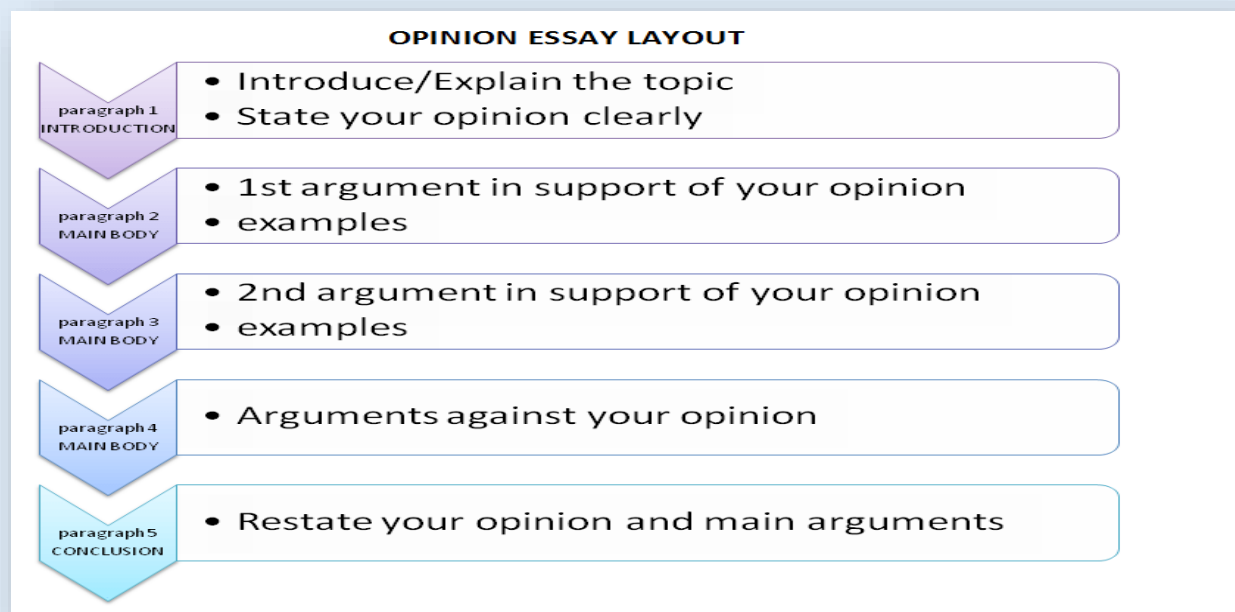 OPINION ESSAY LAYOUT
paragraph 1
INTRODUCTION
• Introduce/Explain the topic
• State your opinion clearly
paragraph 2
MAIN BODY
• 1st argument in support of your opinion
• examples
paragraph 3
MAIN BODY
• 2nd argument in support of your opinion
• examples
paragraph 4
MAIN BODY
• Arguments against your opinion
paragraph 5
CONCLUSION
• Restate your opinion and main arguments